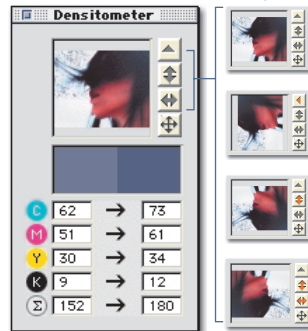 Densitometer
C 62 → 73
M 51 → 61
Y 30 → 34
K 9 → 12
Σ 152 → 180